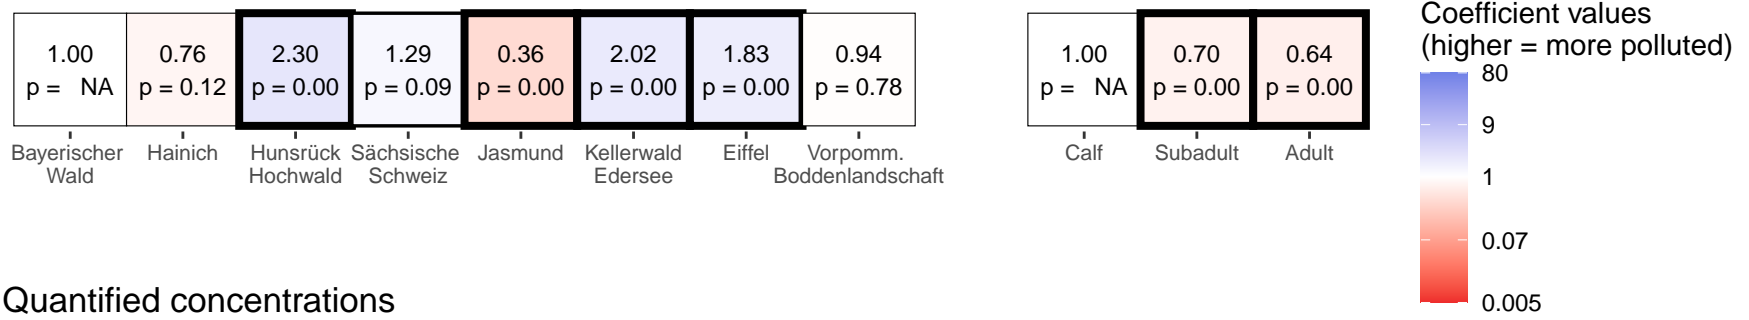 1.00 0.76 2.30 1.29 0.36 2.02 1.83 0.94
p = NA p = 0.12 p = 0.00 p = 0.09 p = 0.00 p = 0.00 p = 0.00 p = 0.78
Bayerischer Hainich Hunsrück Sächsische Jasmund Kellerwald Eiffel Vorpomm.
Wald Hochwald Schweiz Edersee Boddenlandschaft
1.00 0.70 0.64
p = NA p = 0.00 p = 0.00
Calf Subadult Adult
Coefficient values
(higher = more polluted)
80
9
1
0.07
0.005
Quantified concentrations